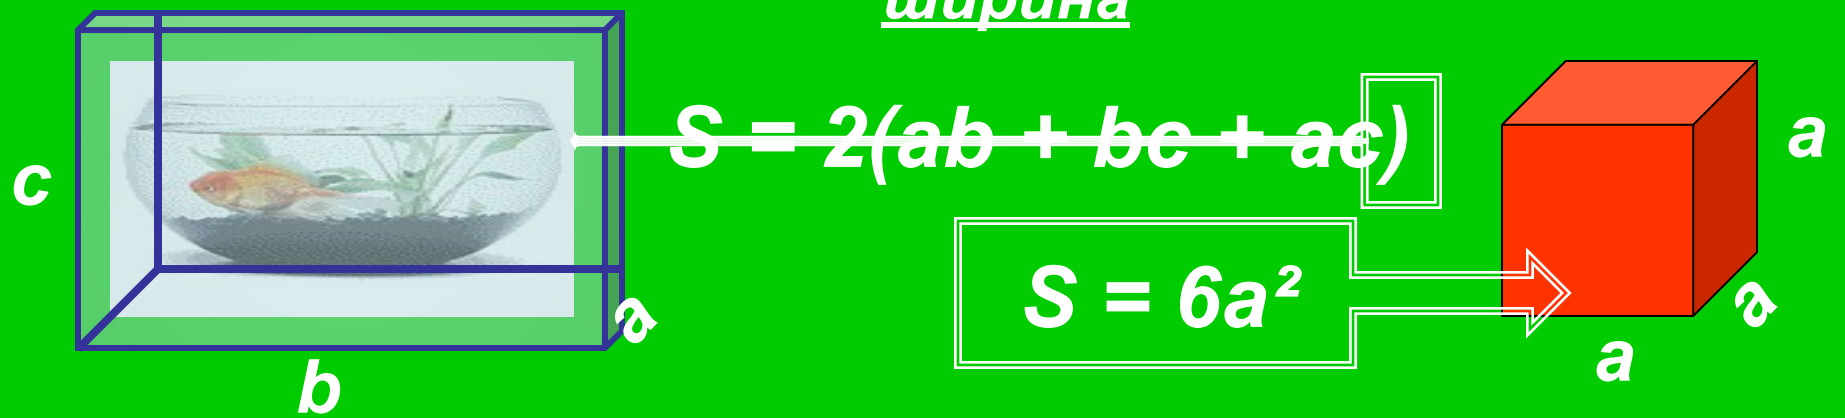 ширина
S = 2(ab + bc + ac)
a
c
S = 6a²
a
a
a
b